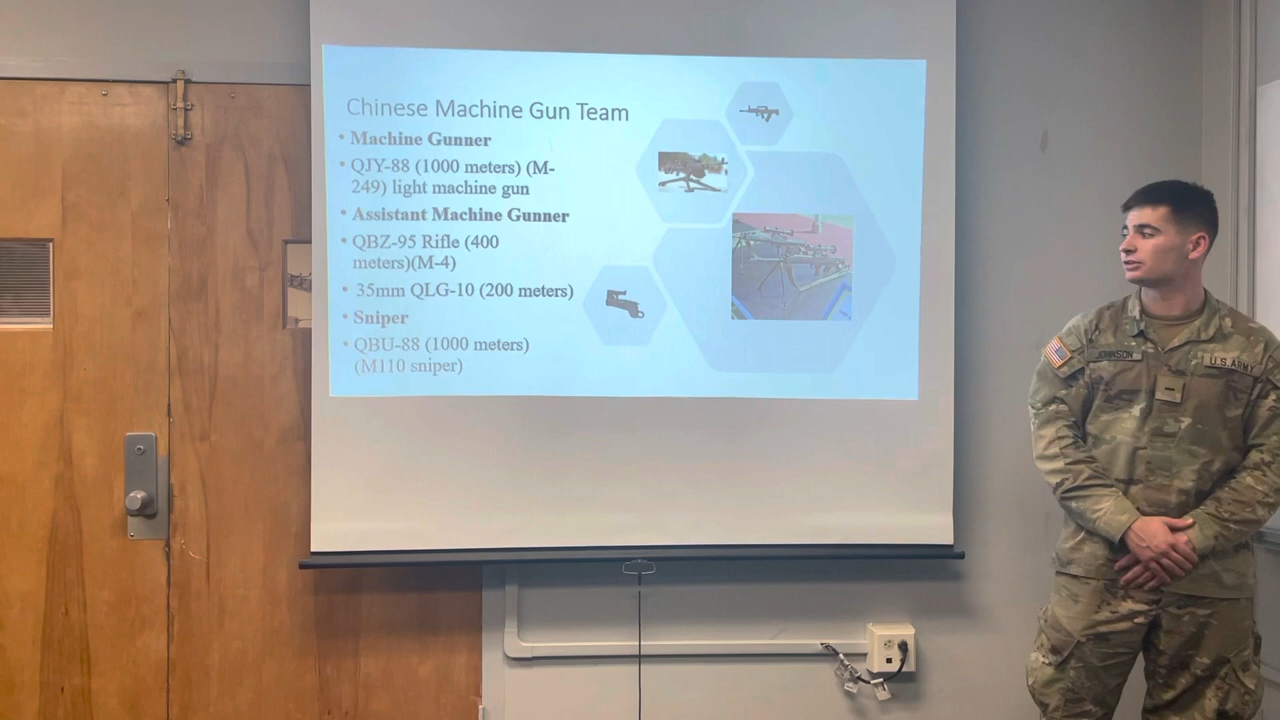 Chinese Machine Gun Team
• Machine Gunner
• QJY-88 (1000 meters) (M-
249) light machine gun
• Assistant Machine Gunner
• QBZ-95 Rifle (400
meters)(M-4)
• 35mm QLG-10 (200 meters)
• Sniper
• QBU-88 (1000 meters)
(M110 sniper)
JOHNSON
U.S. ARMY